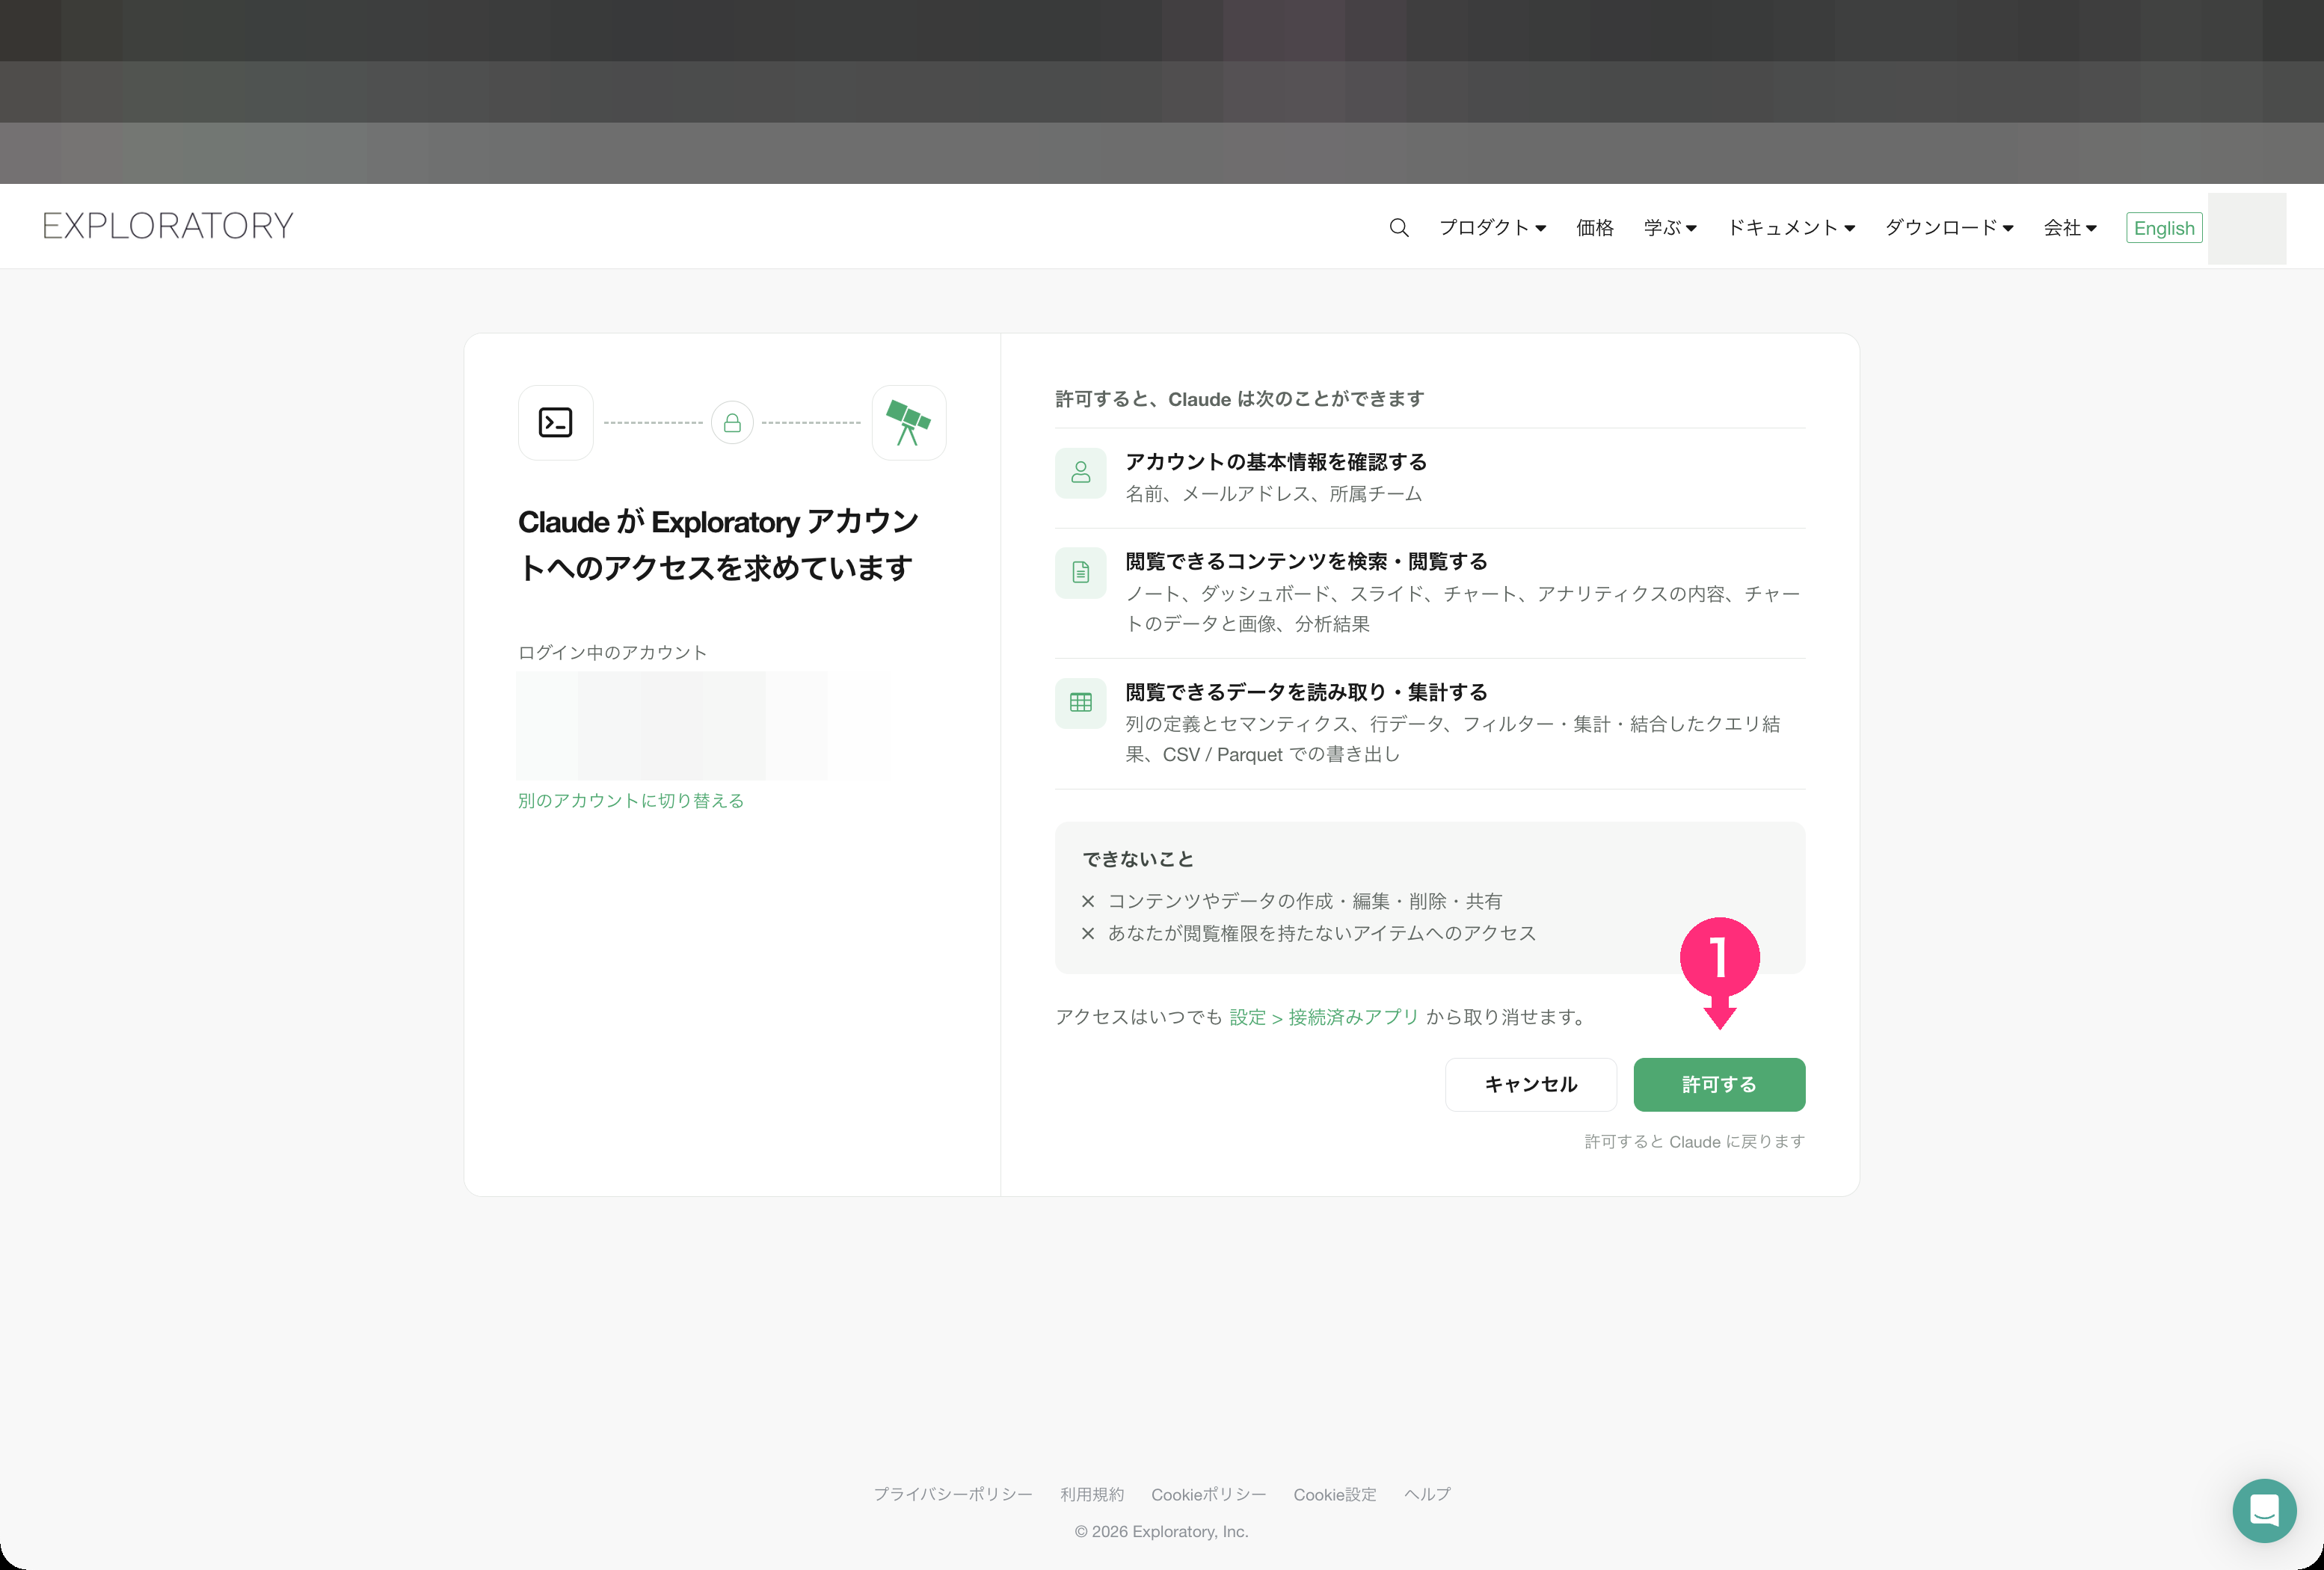 EXPLORATORY
プロダクト 価格 学ぶ ドキュメント ダウンロード 会社 English
Claude が Exploratory アカウン
トへのアクセスを求めています
ログイン中のアカウント
別のアカウントに切り替える
許可すると、Claude は次のことができます
アカウントの基本情報を確認する
名前、メールアドレス、所属チーム
閲覧できるコンテンツを検索・閲覧する
ノート、ダッシュボード、スライド、チャート、アナリティクスの内容、チャー
トのデータと画像、分析結果
閲覧できるデータを読み取り・集計する
列の定義とセマンティクス、行データ、フィルター・集計・結合したクエリ結
果、CSV / Parquet での書き出し
できないこと
× コンテンツやデータの作成・編集・削除・共有
× あなたが閲覧権限を持たないアイテムへのアクセス
1
アクセスはいつでも 設定 > 接続済みアプリ から取り消せます。
キャンセル 許可する
許可すると Claude に戻ります
プライバシーポリシー 利用規約 Cookieポリシー Cookie設定 ヘルプ
© 2026 Exploratory, Inc.